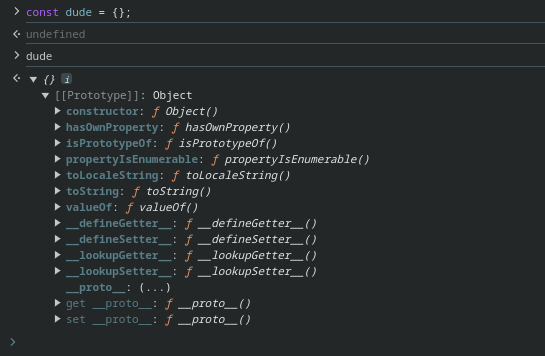 const dude = {};
undefined
dude
{} i
[[Prototype]]: Object
constructor: ƒ Object()
hasOwnProperty: ƒ hasOwnProperty()
isPrototypeOf: ƒ isPrototypeOf()
propertyIsEnumerable: ƒ propertyIsEnumerable()
toLocaleString: ƒ toLocaleString()
toString: ƒ toString()
valueOf: ƒ valueOf()
__defineGetter__: ƒ __defineGetter__()
__defineSetter__: ƒ __defineSetter__()
__lookupGetter__: ƒ __lookupGetter__()
__lookupSetter__: ƒ __lookupSetter__()
__proto__: (...)
get __proto__: ƒ __proto__()
set __proto__: ƒ __proto__()